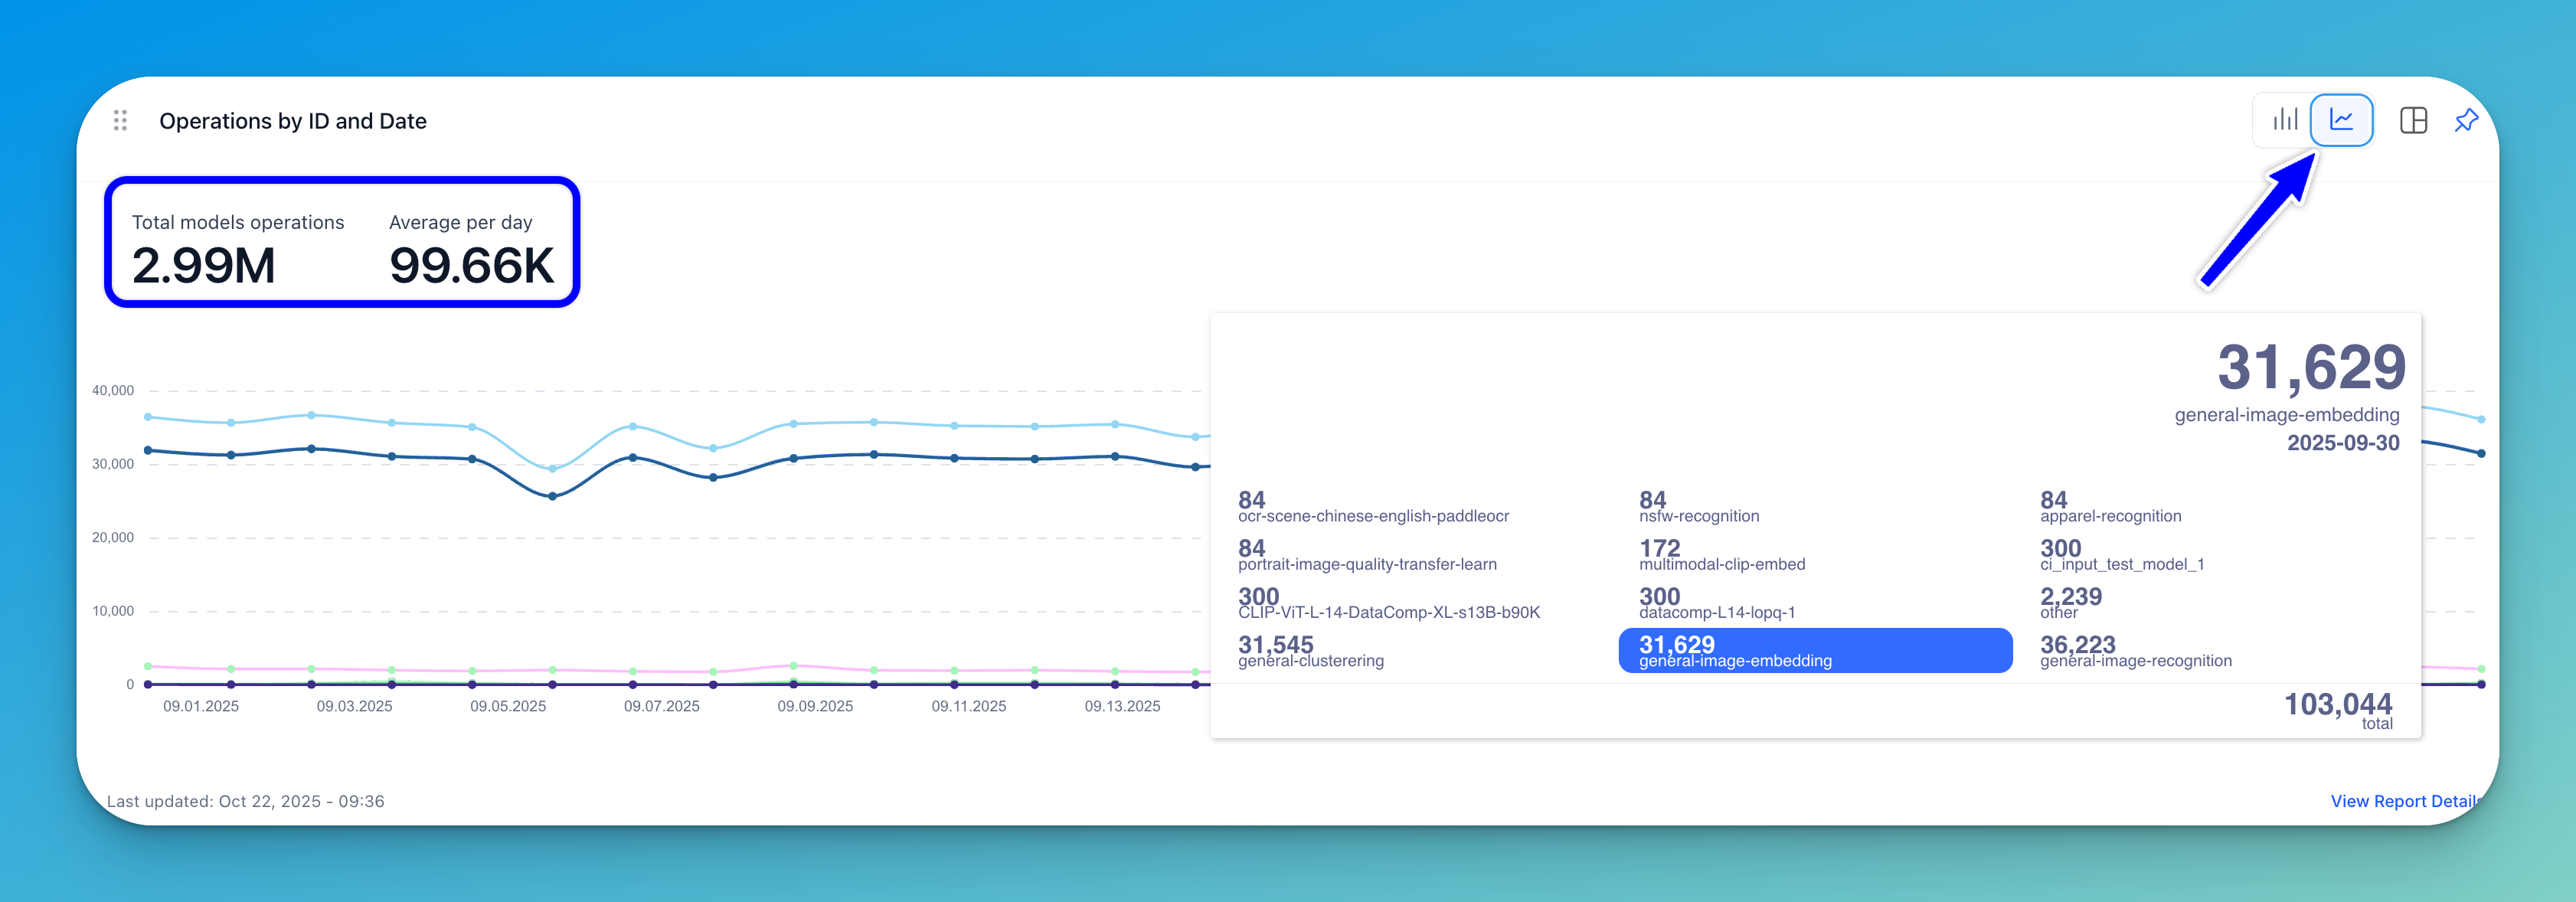 Operations by ID and Date
Total models operations
Average per day
2.99M
99.66K
40,000
30,000
20,000
10,000
0
09.01.2025
09.03.2025
09.05.2025
09.07.2025
09.09.2025
09.11.2025
09.13.2025
31,629
general-image-embedding
2025-09-30
84
ocr-scene-chinese-english-paddleocr
84
nsfw-recognition
84
apparel-recognition
84
portrait-image-quality-transfer-learn
172
multimodal-clip-embed
300
ci_input_test_model_1
300
CLIP-ViT-L-14-DataComp-XL-s13B-b90K
300
datacomp-L14-lopq-1
2,239
other
31,545
general-clusterering
31,629
general-image-embedding
36,223
general-image-recognition
103,044
total
Last updated: Oct 22, 2025 - 09:36
View Report Details